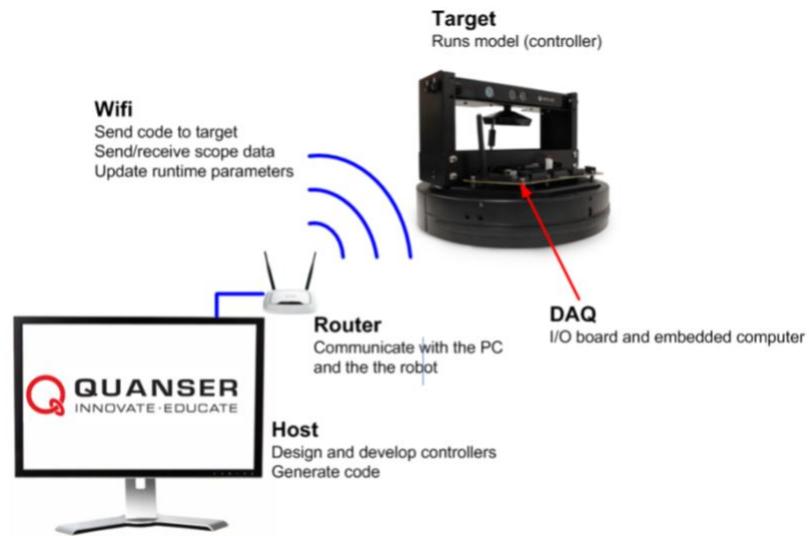 Target
Runs model (controller)
Wifi
Send code to target
Send/receive scope data
Update runtime parameters
DAQ
I/O board and embedded computer
Router
Communicate with the PC
and the the robot
QUANSER
INNOVATE·EDUCATE
Host
Design and develop controllers
Generate code